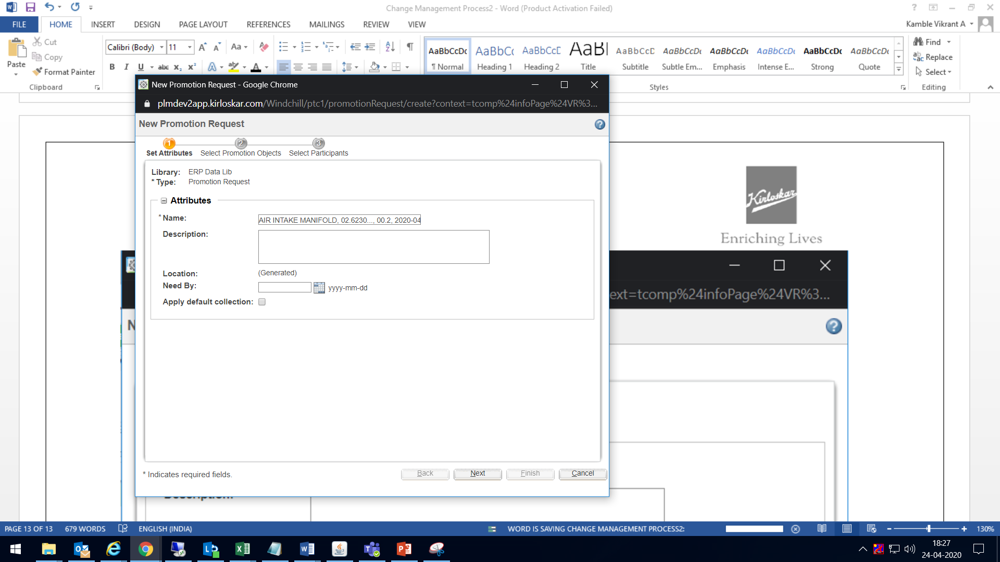 Change Management Process2 - Word (Product Activation Failed)
FILE HOME INSERT DESIGN PAGE LAYOUT REFERENCES MAILINGS REVIEW VIEW
Kamble Vikrant A
Paste
Cut
Copy
Format Painter
Clipboard
Calibri (Body) 11
AaBbCcDc AaBbC AaBbCcD AaBl AaBbCcD AaBbCcDc AaBbCcDc AaBbCcDc AaBbCcDc AaBbCcDc
¶ Normal Heading 1 Heading 2 Title Subtitle Subtle Em... Emphasis Intense E... Strong Quote
Styles
Find
Replace
Select
Editing
New Promotion Request - Google Chrome
plmdev2app.kirloskar.com/Windchill/ptc1/promotionRequest/create?context=tcomp%24infoPage%24VR%3...
New Promotion Request
1 2 3
Set Attributes Select Promotion Objects Select Participants
Library: ERP Data Lib
* Type: Promotion Request
Attributes
* Name: AIR INTAKE MANIFOLD, 02.6230..., 00.2, 2020-04
Description:
Location: (Generated)
Need By: yyyy-mm-dd
Apply default collection:
* Indicates required fields.
Back Next Finish Cancel
Kirloskar
Enriching Lives
ext=tcomp%24infoPage%24VR%3...
N
Description:
PAGE 13 OF 13 679 WORDS ENGLISH (INDIA) WORD IS SAVING CHANGE MANAGEMENT PROCESS2: 130%
18:27
24-04-2020